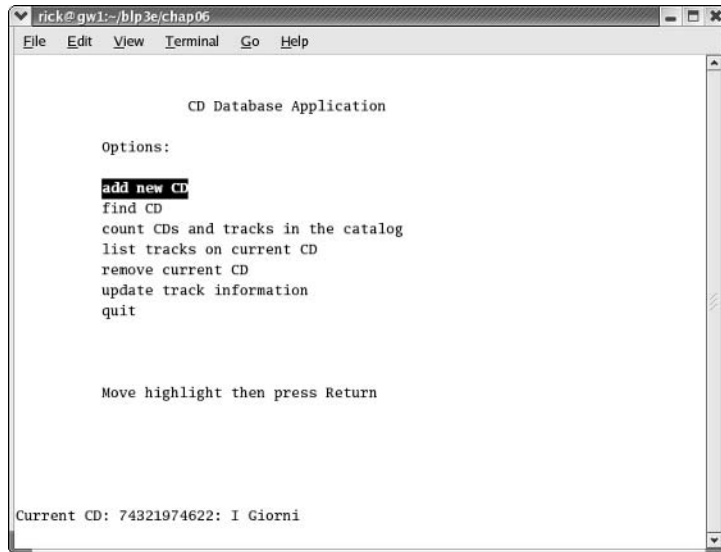 rick@gw1:~/blp3e/chap06
File Edit View Terminal Go Help
CD Database Application
Options:
add new CD
find CD
count CDs and tracks in the catalog
list tracks on current CD
remove current CD
update track information
quit
Move highlight then press Return
Current CD: 74321974622: I Giorni